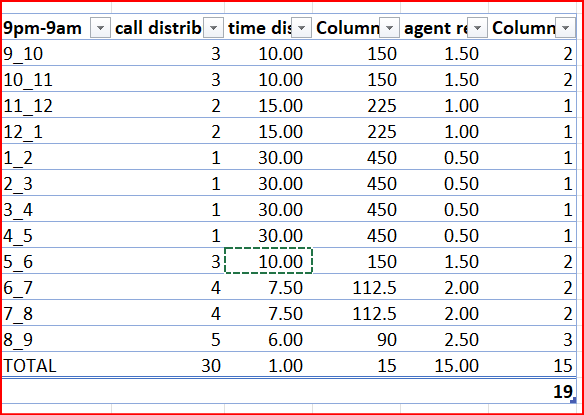 9pm-9am call distrib time dis Column agent re Column
9_10 3 10.00 150 1.50 2
10_11 3 10.00 150 1.50 2
11_12 2 15.00 225 1.00 1
12_1 2 15.00 225 1.00 1
1_2 1 30.00 450 0.50 1
2_3 1 30.00 450 0.50 1
3_4 1 30.00 450 0.50 1
4_5 1 30.00 450 0.50 1
5_6 3 10.00 150 1.50 2
6_7 4 7.50 112.5 2.00 2
7_8 4 7.50 112.5 2.00 2
8_9 5 6.00 90 2.50 3
TOTAL 30 1.00 15 15.00 15
19